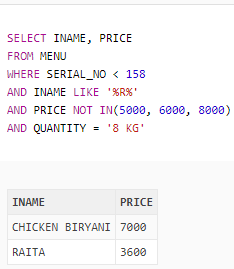 SELECT INAME, PRICE
FROM MENU
WHERE SERIAL_NO < 158
AND INAME LIKE '%R%'
AND PRICE NOT IN(5000, 6000, 8000)
AND QUANTITY = '8 KG'
INAME PRICE
CHICKEN BIRYANI 7000
RAITA 3600